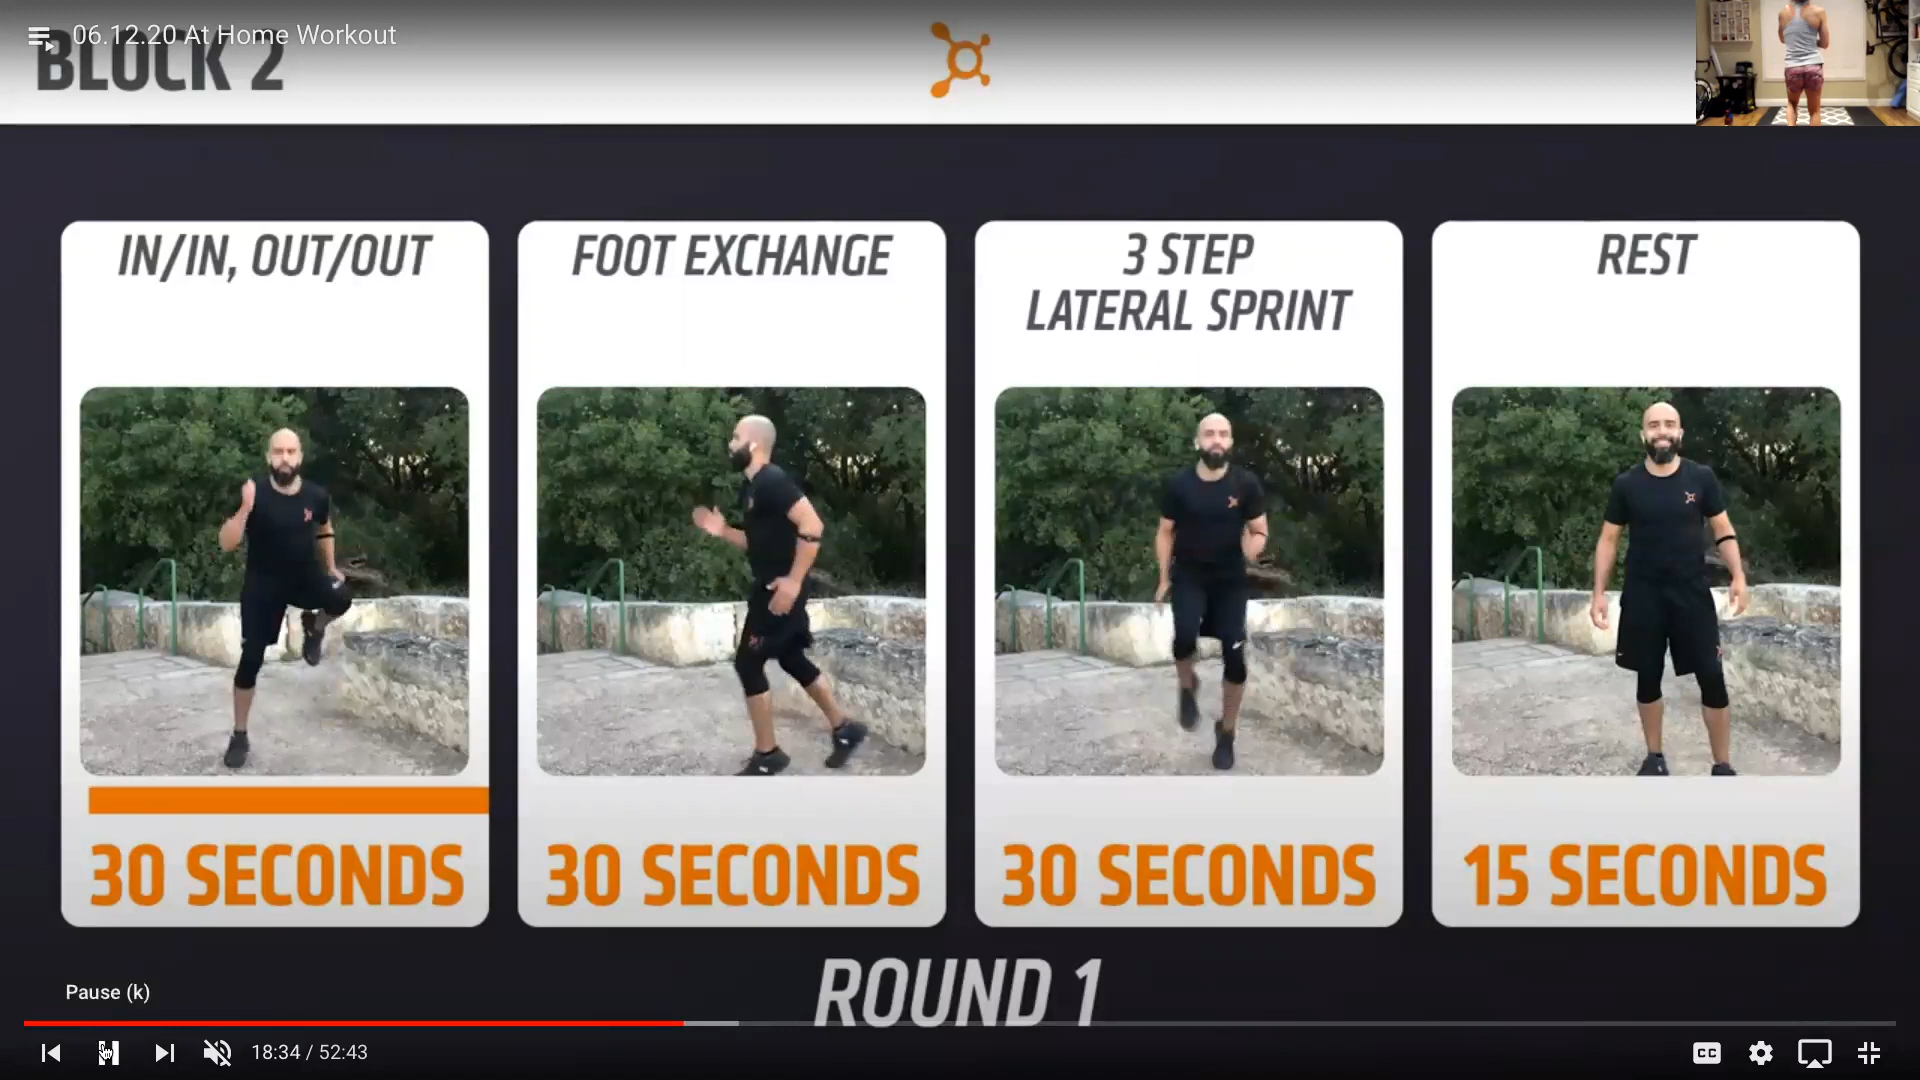 06.12.20 At Home Workout
BLOCK 2
IN/IN, OUT/OUT
FOOT EXCHANGE
3 STEP
LATERAL SPRINT
REST
30 SECONDS
30 SECONDS
30 SECONDS
15 SECONDS
ROUND 1
Pause (k)
18:34 / 52:43
CC